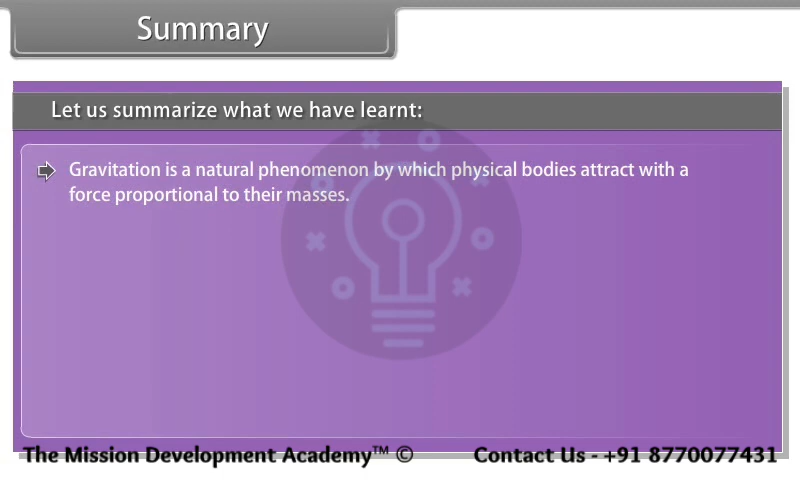 Summary
Let us summarize what we have learnt:
Gravitation is a natural phenomenon by which physical bodies attract with a
force proportional to their masses.
The Mission Development Academy™ © Contact Us - +91 8770077431